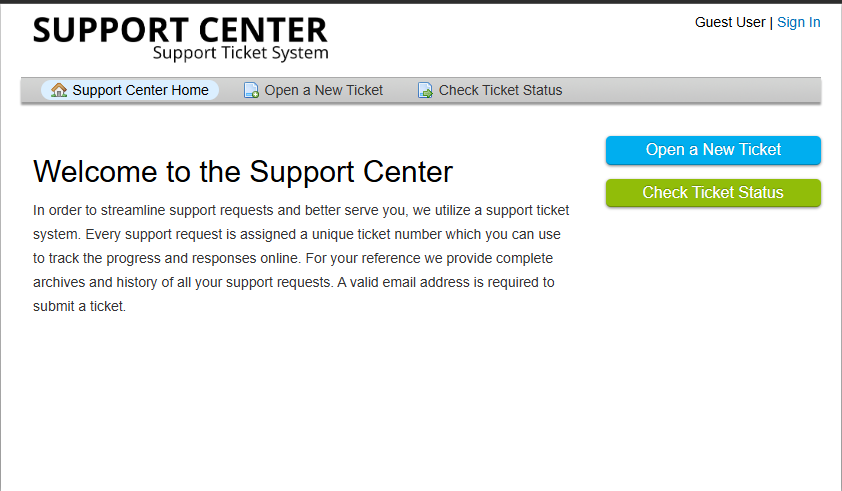 SUPPORT CENTER
Support Ticket System
Guest User | Sign In
Support Center Home
Open a New Ticket
Check Ticket Status
Welcome to the Support Center
In order to streamline support requests and better serve you, we utilize a support ticket
system. Every support request is assigned a unique ticket number which you can use
to track the progress and responses online. For your reference we provide complete
archives and history of all your support requests. A valid email address is required to
submit a ticket.
Open a New Ticket
Check Ticket Status